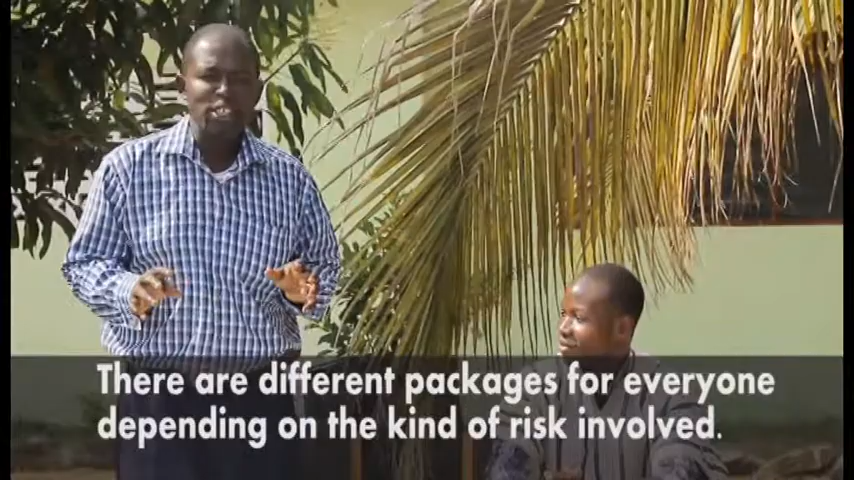 There are different packages for everyone
depending on the kind of risk involved.